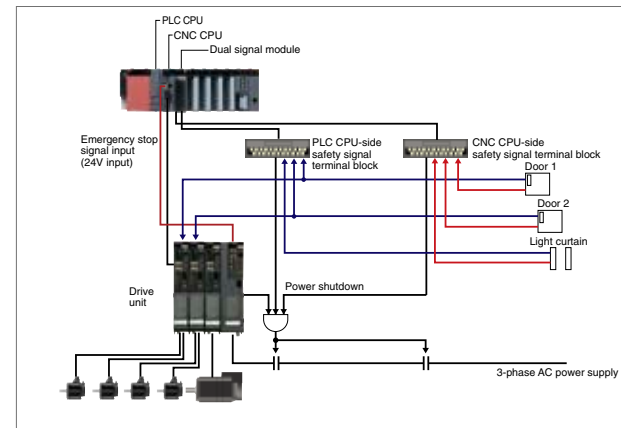 PLC CPU
CNC CPU
Dual signal module
Emergency stop
signal input
(24V input)
PLC CPU-side
safety signal
terminal block
CNC CPU-side
safety signal terminal block
Door 1
Door 2
Light curtain
Drive
unit
Power shutdown
3-phase AC power supply